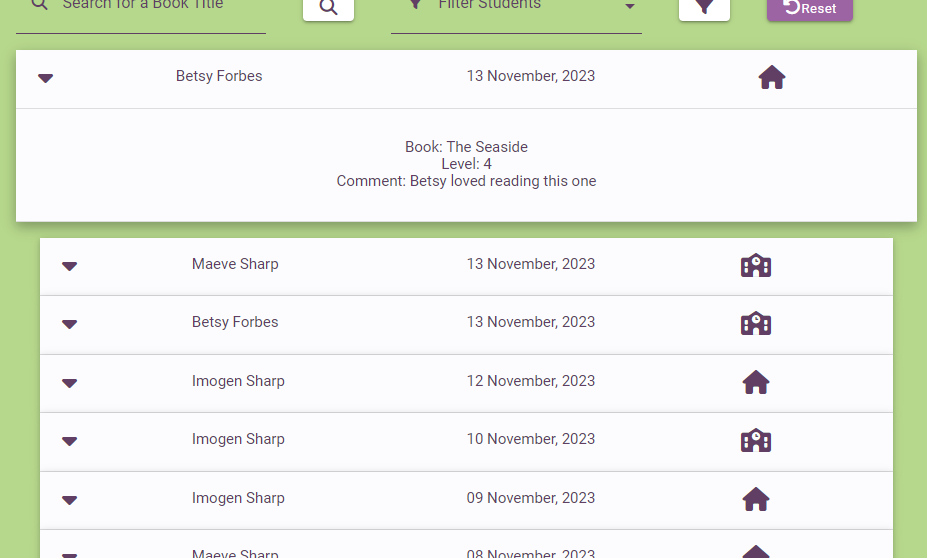 Search for a Book Title
Filter Students
Reset
Betsy Forbes 13 November, 2023
Book: The Seaside
Level: 4
Comment: Betsy loved reading this one
Maeve Sharp 13 November, 2023
Betsy Forbes 13 November, 2023
Imogen Sharp 12 November, 2023
Imogen Sharp 10 November, 2023
Imogen Sharp 09 November, 2023
Maeve Sharp 08 November, 2023